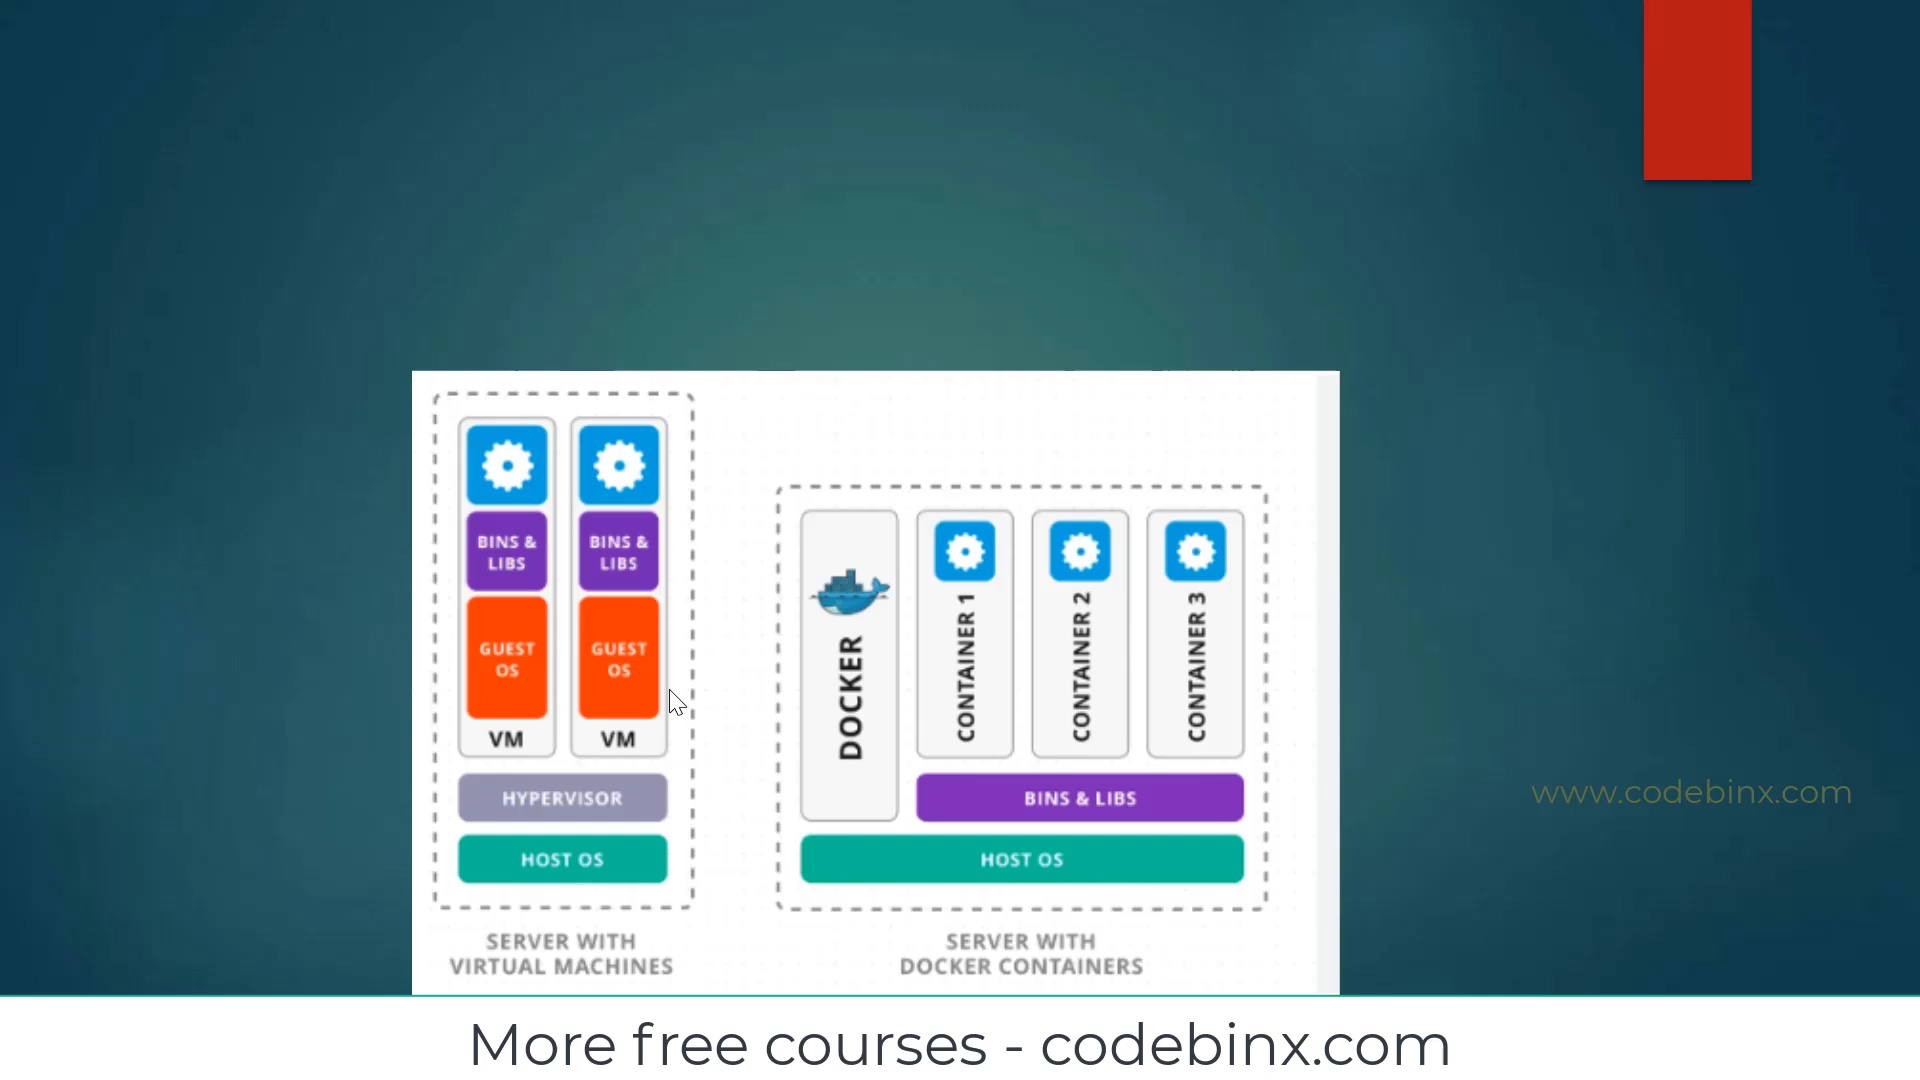 BINS &
LIBS
GUEST
OS
VM
BINS &
LIBS
GUEST
OS
VM
HYPERVISOR
HOST OS
SERVER WITH
VIRTUAL MACHINES
DOCKER
CONTAINER 1
CONTAINER 2
CONTAINER 3
BINS & LIBS
HOST OS
SERVER WITH
DOCKER CONTAINERS
www.codebinx.com
More free courses - codebinx.com